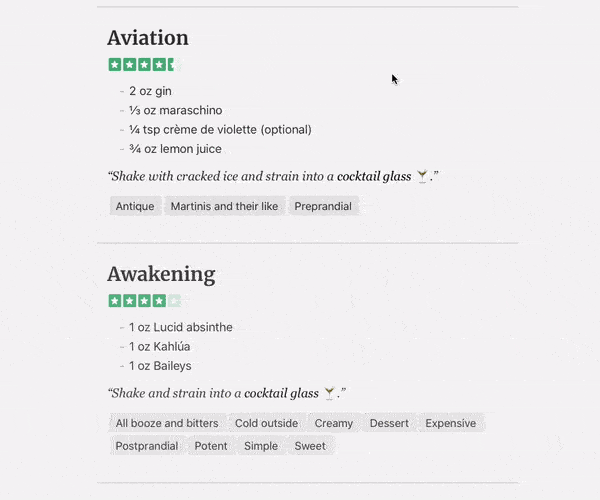 Aviation
- 2 oz gin
- ⅓ oz maraschino
- ¼ tsp crème de violette (optional)
- ¾ oz lemon juice
“Shake with cracked ice and strain into a cocktail glass 🍸.”
Antique Martinis and their like Preprandial
Awakening
- 1 oz Lucid absinthe
- 1 oz Kahlúa
- 1 oz Baileys
“Shake and strain into a cocktail glass 🍸.”
All booze and bitters Cold outside Creamy Dessert Expensive
Postprandial Potent Simple Sweet